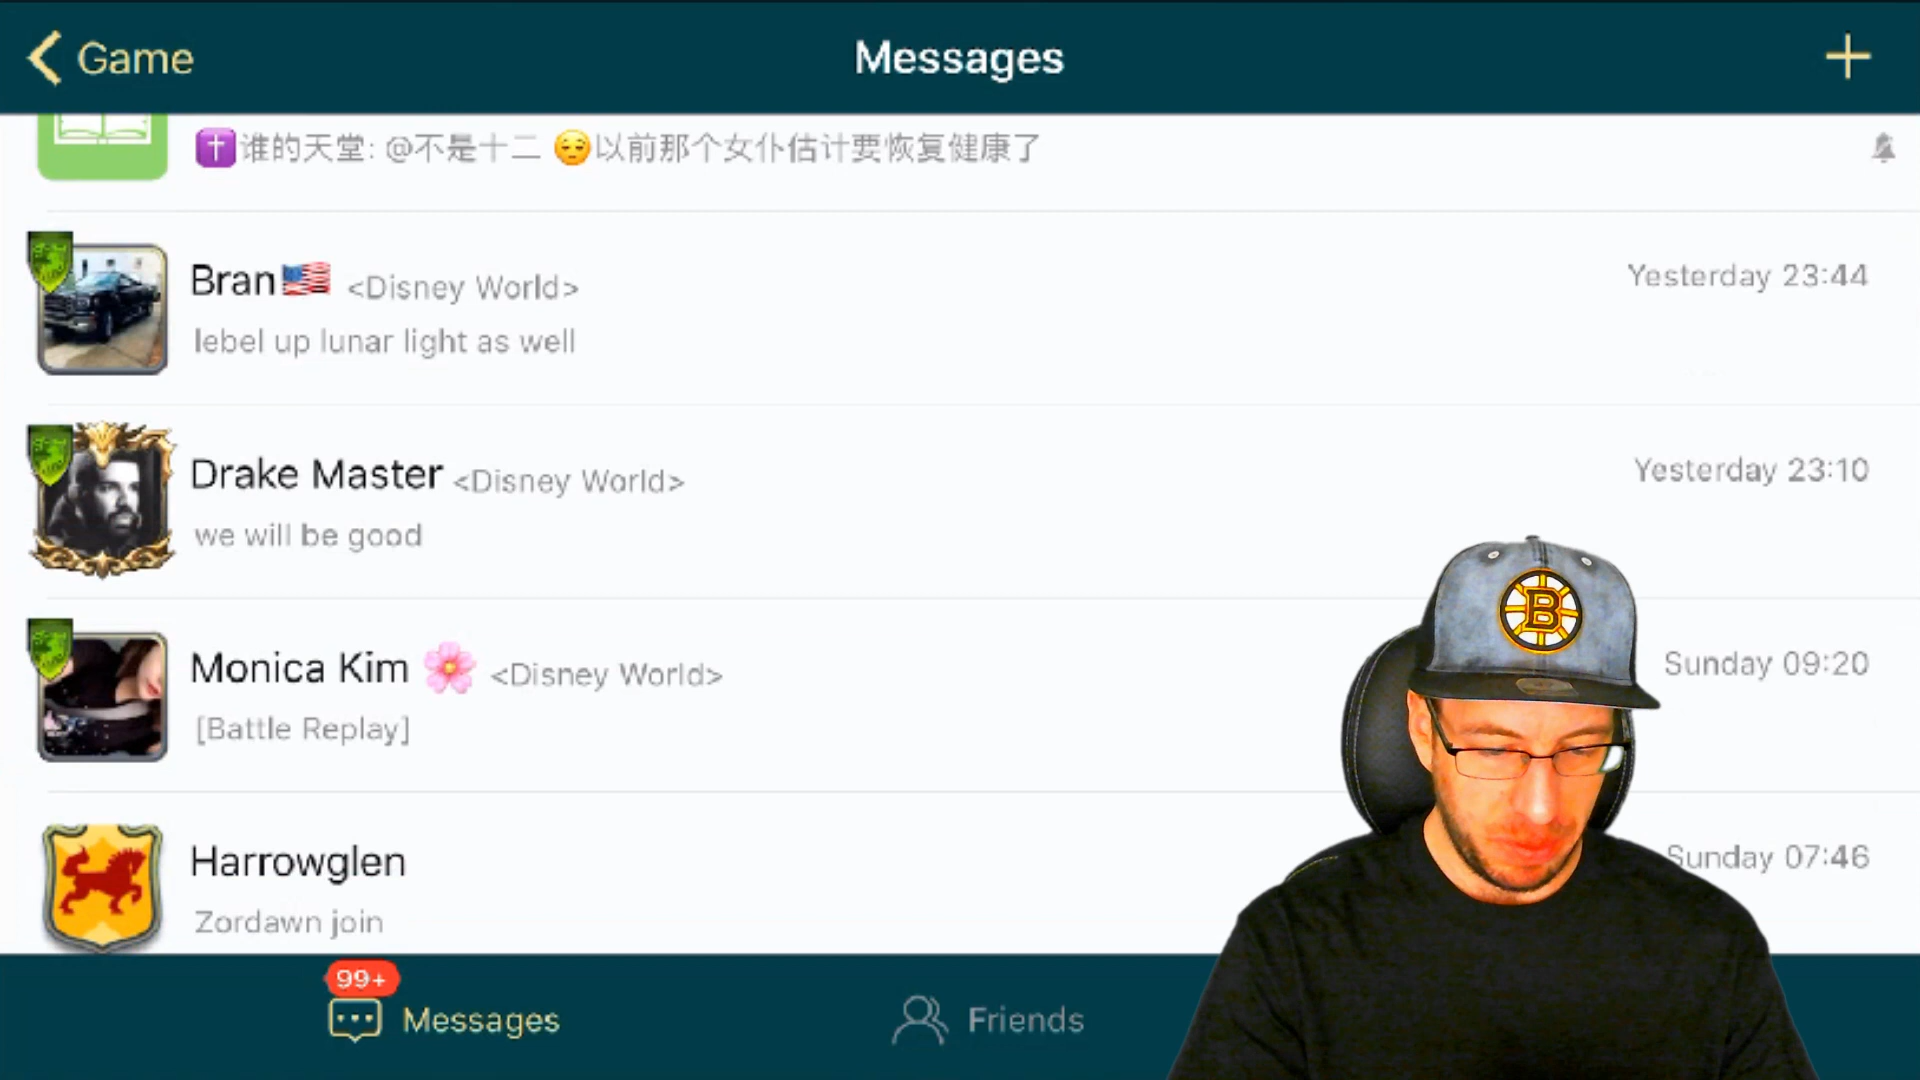 Game
Messages
✝️谁的天堂: @不是十二 😌以前那个女仆估计要恢复健康了
Bran🇺🇸 <Disney World>
Yesterday 23:44
lebel up lunar light as well
Drake Master <Disney World>
Yesterday 23:10
we will be good
Monica Kim 🌸 <Disney World>
Sunday 09:20
[Battle Replay]
Harrowglen
Sunday 07:46
Zordawn join
99+
Messages
Friends
B